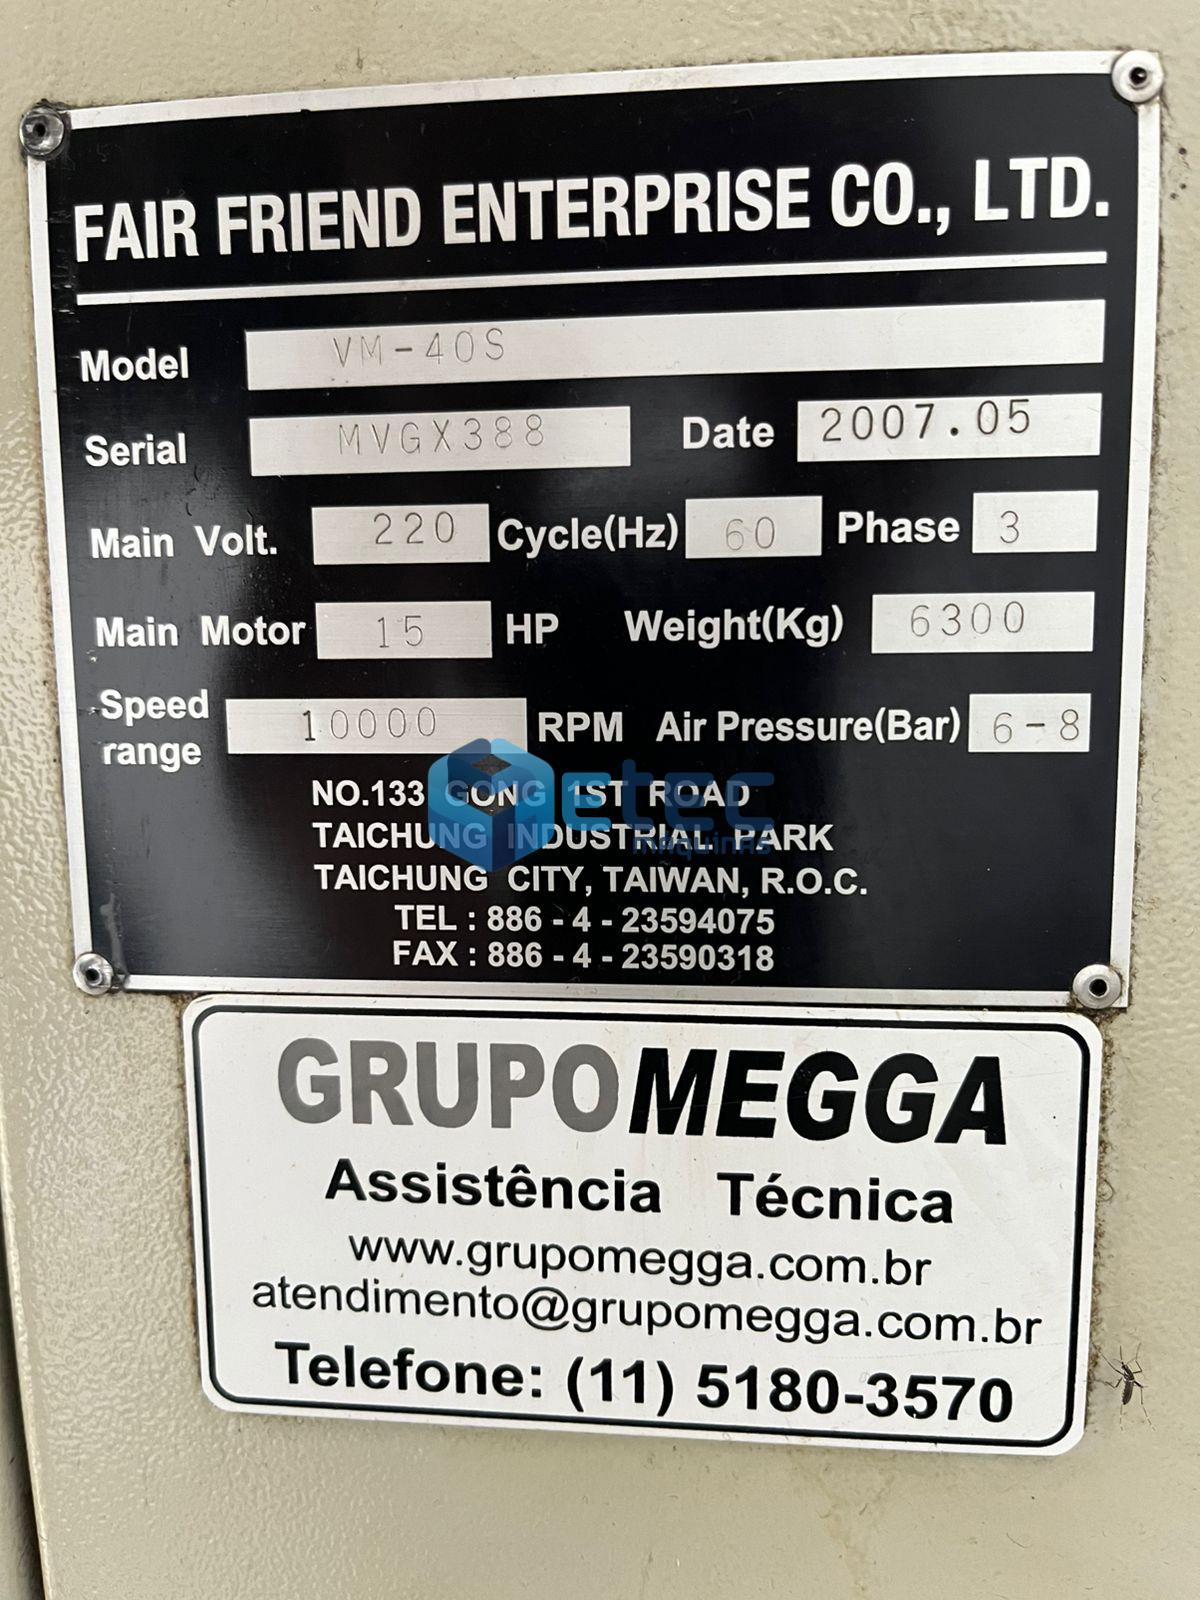 FAIR FRIEND ENTERPRISE CO., LTD.
Model VM-40S
Serial MVGX388 Date 2007.05
Main Volt. 220 Cycle(Hz) 60 Phase 3
Main Motor 15 HP Weight(Kg) 6300
Speed range 10000 RPM Air Pressure(Bar) 6-8
NO.133 GONG 1ST ROAD
TAICHUNG INDUSTRIAL PARK
TAICHUNG CITY, TAIWAN, R.O.C.
TEL : 886 - 4 - 23594075
FAX : 886 - 4 - 23590318
etec
MÁQUINAS
GRUPOMEGGA
Assistência Técnica
www.grupomegga.com.br
atendimento@grupomegga.com.br
Telefone: (11) 5180-3570